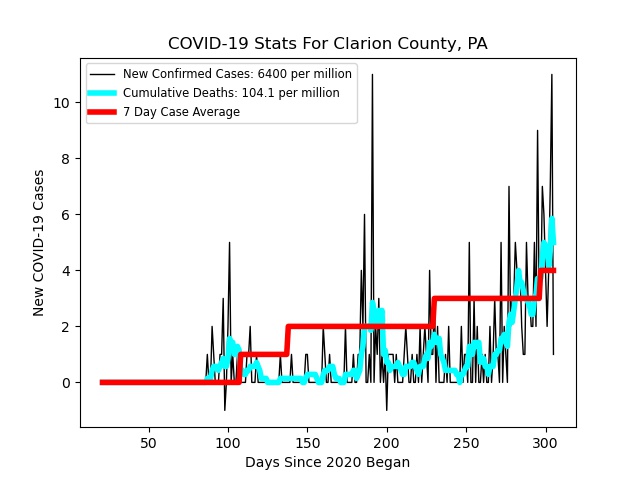 COVID-19 Stats For Clarion County, PA
New Confirmed Cases: 6400 per million
Cumulative Deaths: 104.1 per million
7 Day Case Average
New COVID-19 Cases
10
8
6
4
2
0
50 100 150 200 250 300
Days Since 2020 Began